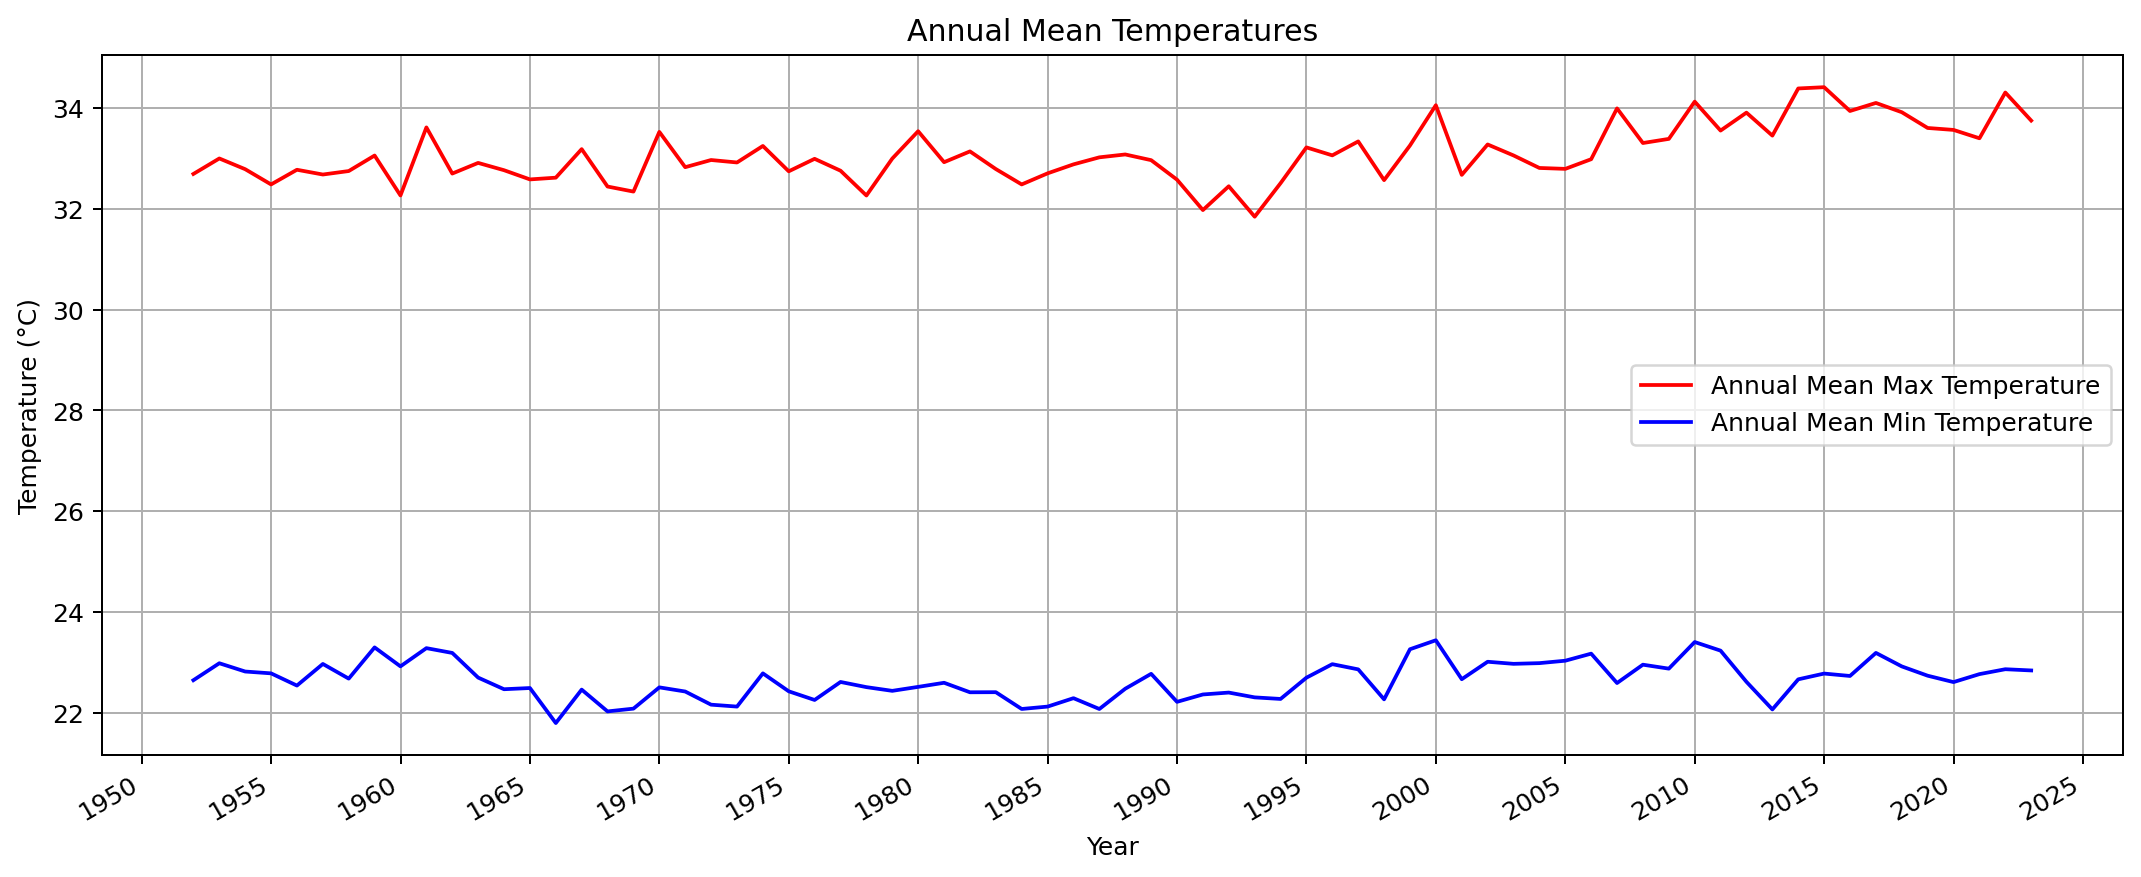 Annual Mean Temperatures
34
32
30
28
26
24
22
Temperature (°C)
Annual Mean Max Temperature
Annual Mean Min Temperature
1950 1955 1960 1965 1970 1975 1980 1985 1990 1995 2000 2005 2010 2015 2020 2025
Year